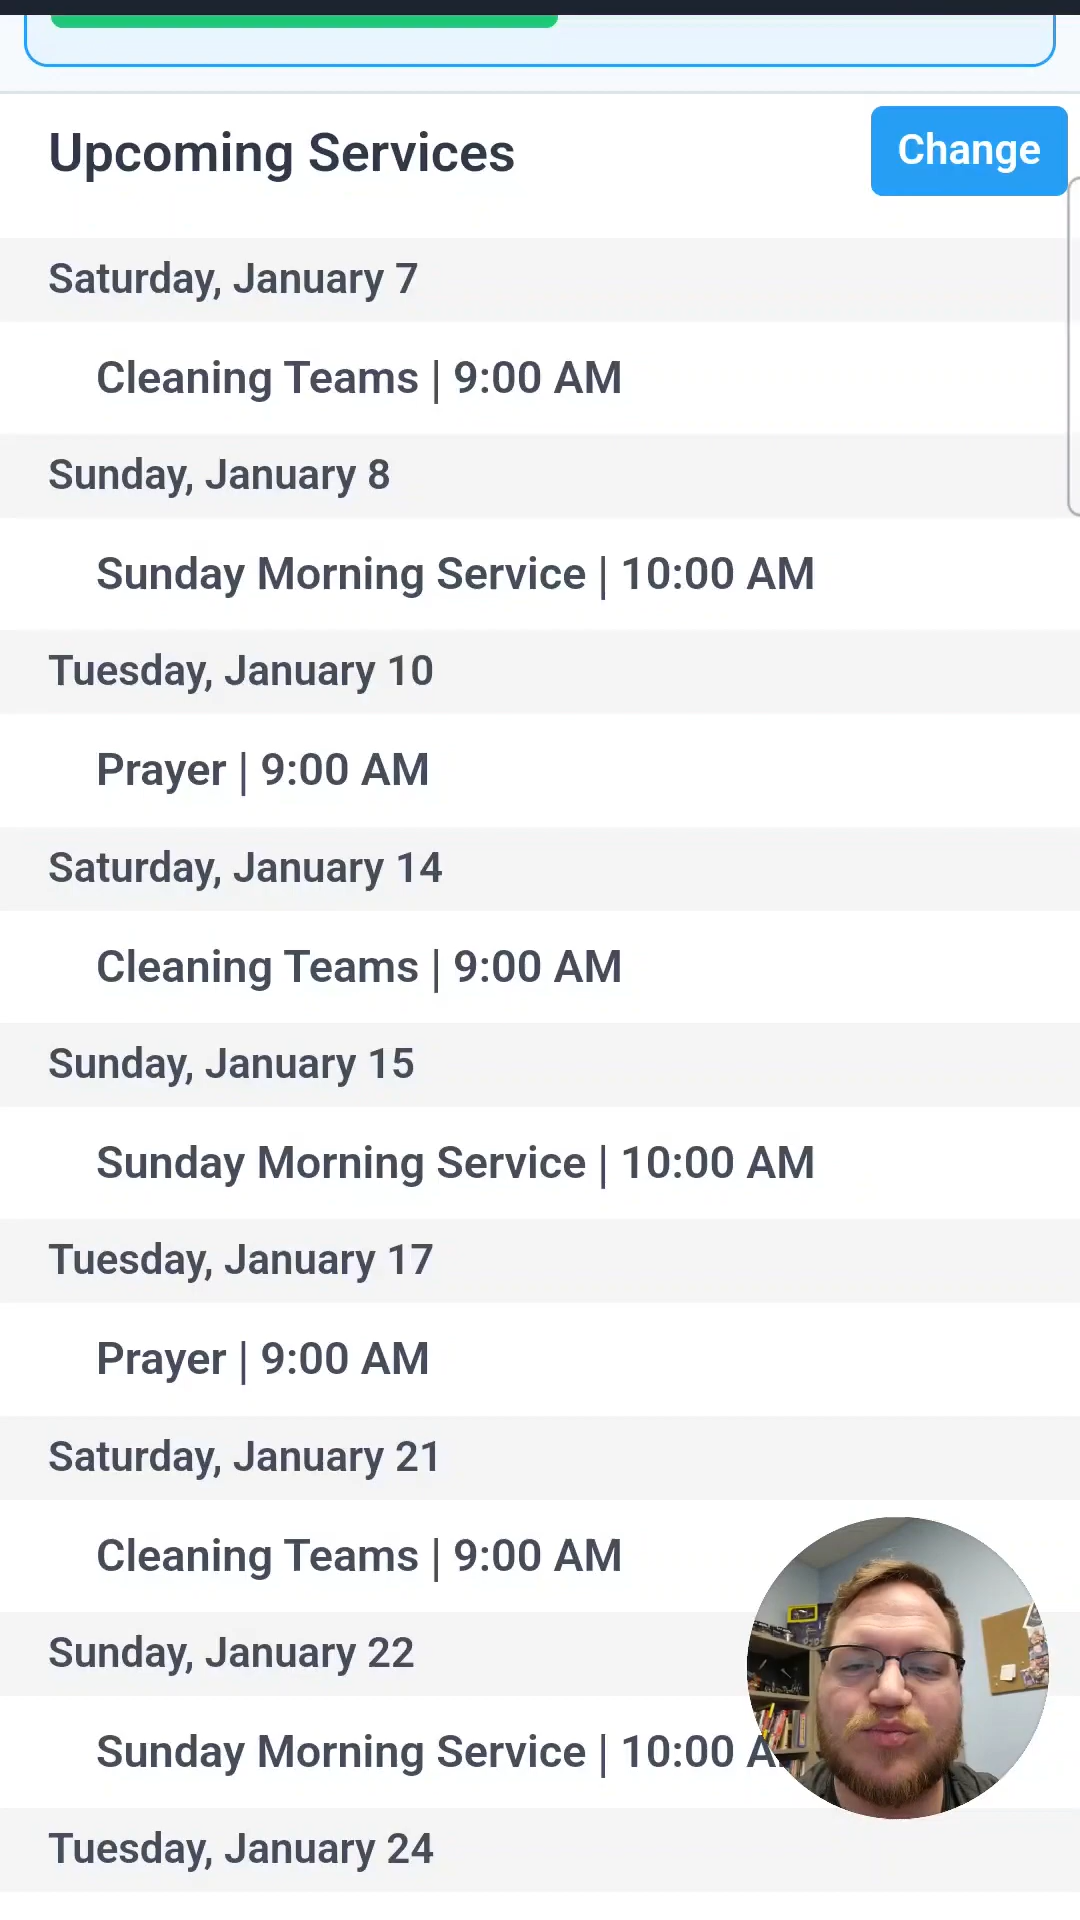 Upcoming Services
Change
Saturday, January 7
Cleaning Teams | 9:00 AM
Sunday, January 8
Sunday Morning Service | 10:00 AM
Tuesday, January 10
Prayer | 9:00 AM
Saturday, January 14
Cleaning Teams | 9:00 AM
Sunday, January 15
Sunday Morning Service | 10:00 AM
Tuesday, January 17
Prayer | 9:00 AM
Saturday, January 21
Cleaning Teams | 9:00 AM
Sunday, January 22
Sunday Morning Service | 10:00 A
Tuesday, January 24